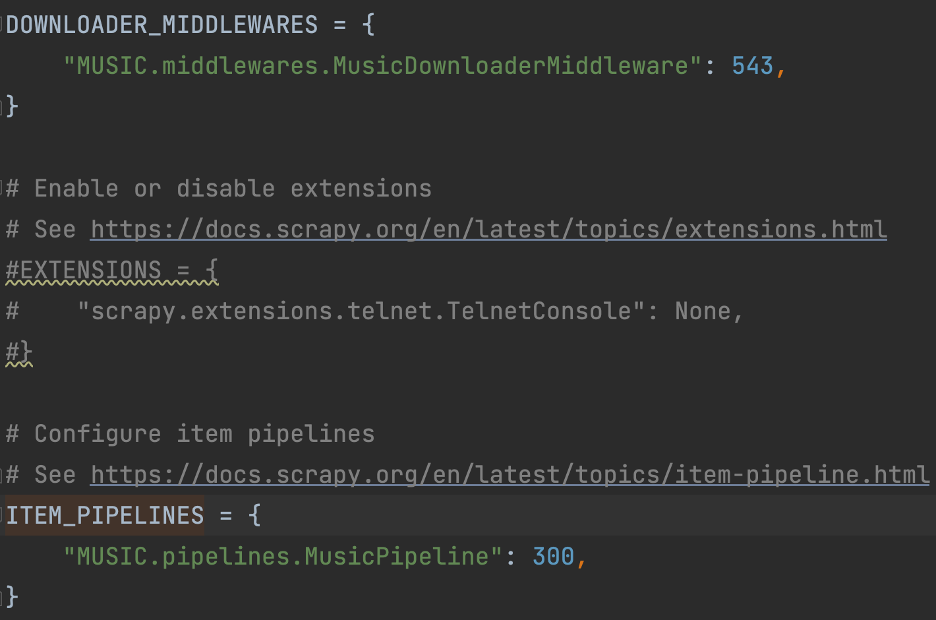 DOWNLOADER_MIDDLEWARES = {
    "MUSIC.middlewares.MusicDownloaderMiddleware": 543,
}
# Enable or disable extensions
# See https://docs.scrapy.org/en/latest/topics/extensions.html
#EXTENSIONS = {
#    "scrapy.extensions.telnet.TelnetConsole": None,
#}
# Configure item pipelines
# See https://docs.scrapy.org/en/latest/topics/item-pipeline.html
ITEM_PIPELINES = {
    "MUSIC.pipelines.MusicPipeline": 300,
}